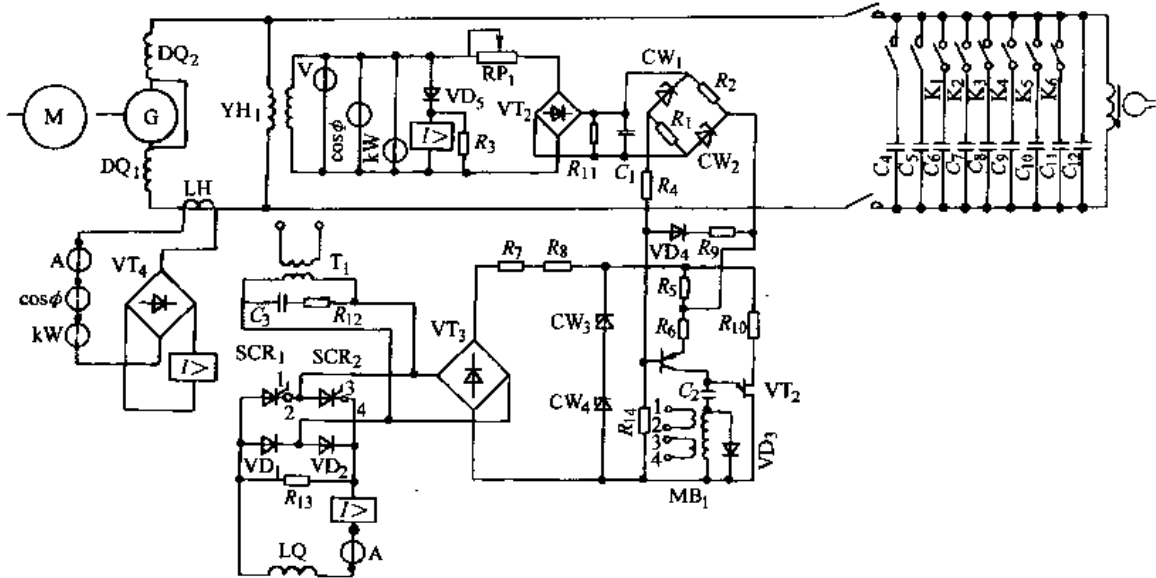 M
G
DQ₂
DQ₁
LH
YH₁
V
cosφ
kW
VD₅
I>
R₃
RP₁
VT₂
R₁₁
C₁
CW₁
R₂
R₁
CW₂
R₄
K₁
K₂
K₃
K₄
K₅
K₆
C₄
C₅
C₆
C₇
C₈
C₉
C₁₀
C₁₁
C₁₂
A
cosφ
kW
VT₄
I>
T₁
C₃
R₁₂
VT₃
R₇
R₈
VD₄
R₉
R₅
R₆
R₁₀
CW₃
CW₄
R₁₄
C₂
VT₂
1
2
3
4
VD₃
MB₁
SCR₁
SCR₂
1
2
3
4
VD₁
VD₂
R₁₃
I>
LQ
A